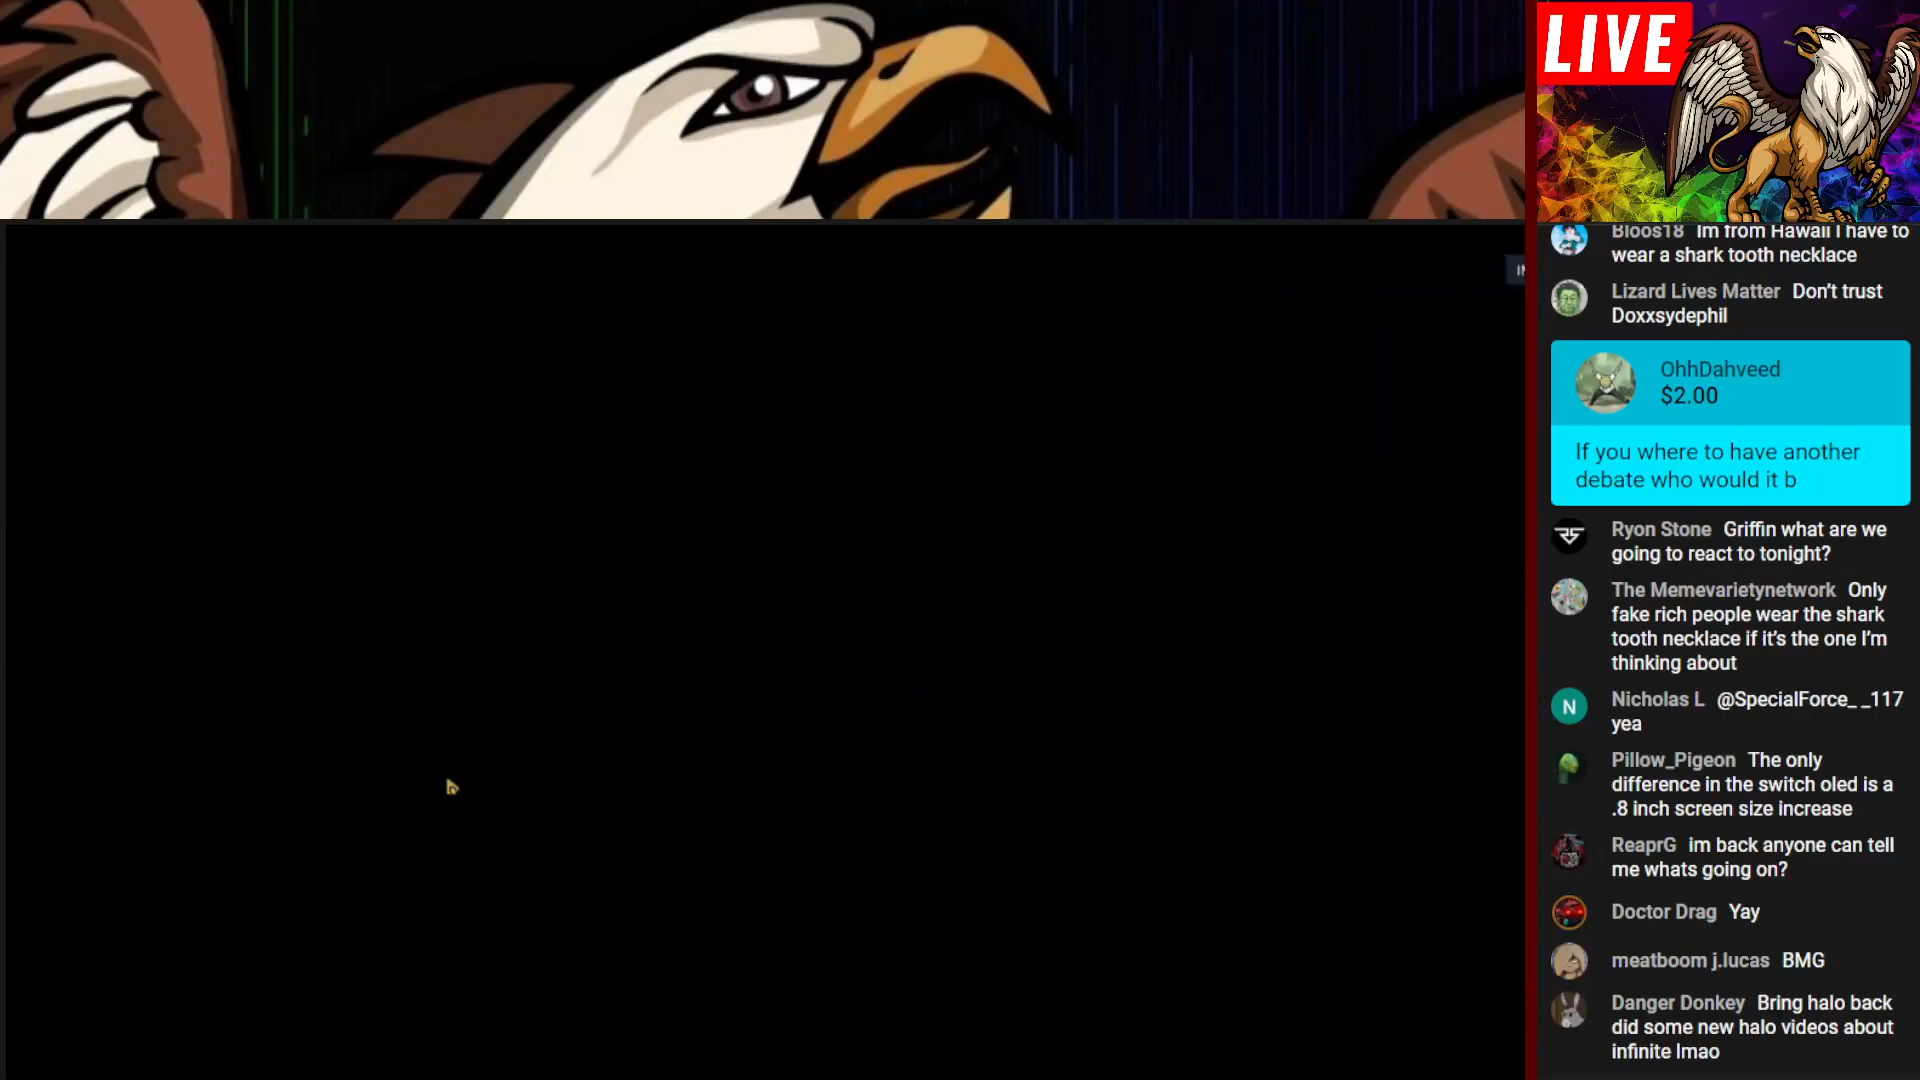 LIVE
Bloos18 Im from Hawaii I have to
wear a shark tooth necklace
Lizard Lives Matter Don't trust
Doxxsydephil
OhhDahveed
$2.00
If you where to have another
debate who would it b
Ryon Stone Griffin what are we
going to react to tonight?
The Memevarietynetwork Only
fake rich people wear the shark
tooth necklace if it's the one I'm
thinking about
N
Nicholas L @SpecialForce_ _117
yea
Pillow_Pigeon The only
difference in the switch oled is a
.8 inch screen size increase
ReaprG im back anyone can tell
me whats going on?
Doctor Drag Yay
meatboom j.lucas BMG
Danger Donkey Bring halo back
did some new halo videos about
infinite lmao